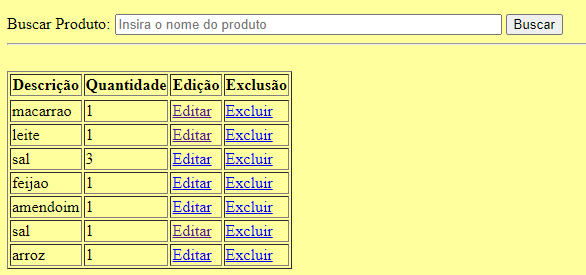 Buscar Produto: Insira o nome do produto Buscar
Descrição Quantidade Edição Exclusão
macarrao 1 Editar Excluir
leite 1 Editar Excluir
sal 3 Editar Excluir
feijao 1 Editar Excluir
amendoim 1 Editar Excluir
sal 1 Editar Excluir
arroz 1 Editar Excluir